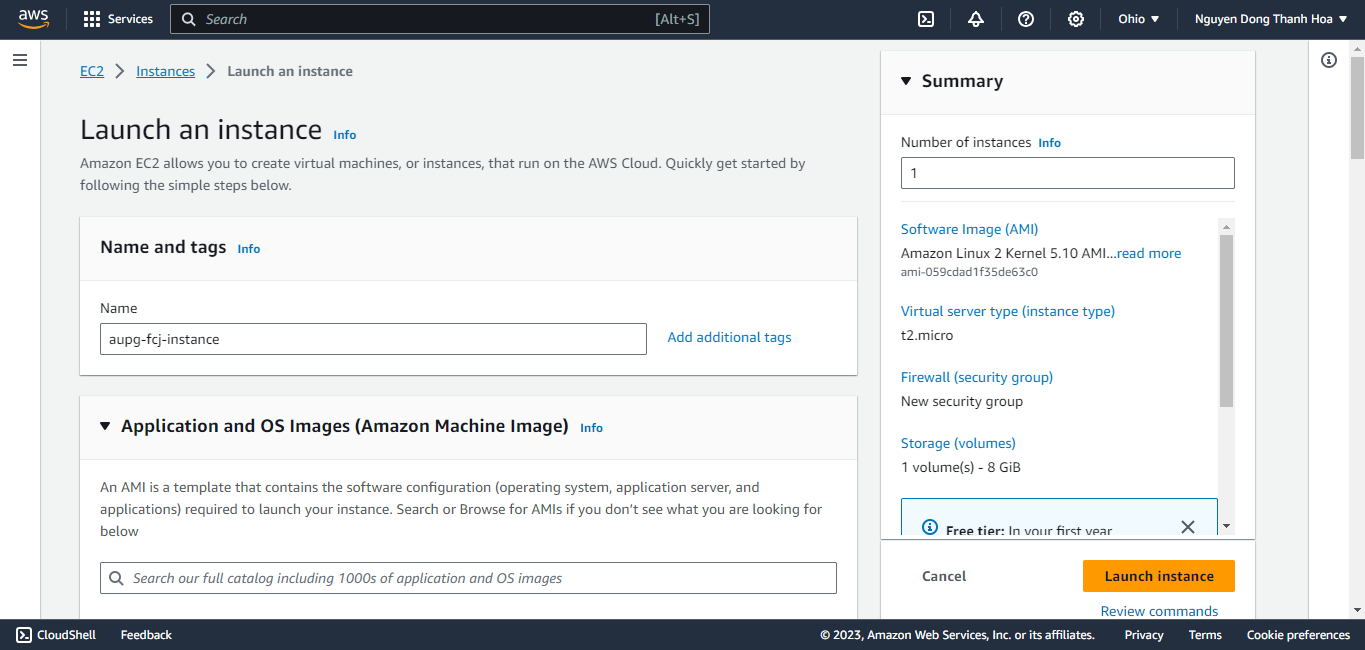 aws
Services
Search
[Alt+S]
Ohio
Nguyen Dong Thanh Hoa
EC2
Instances
Launch an instance
Launch an instance Info
Amazon EC2 allows you to create virtual machines, or instances, that run on the AWS Cloud. Quickly get started by
following the simple steps below.
Name and tags Info
Name
aupg-fcj-instance
Add additional tags
Application and OS Images (Amazon Machine Image) Info
An AMI is a template that contains the software configuration (operating system, application server, and
applications) required to launch your instance. Search or Browse for AMIs if you don’t see what you are looking for
below
Search our full catalog including 1000s of application and OS images
Summary
Number of instances Info
1
Software Image (AMI)
Amazon Linux 2 Kernel 5.10 AMI...read more
ami-059cdad1f35de63c0
Virtual server type (instance type)
t2.micro
Firewall (security group)
New security group
Storage (volumes)
1 volume(s) - 8 GiB
Free tier: In your first year
Cancel
Launch instance
Review commands
CloudShell
Feedback
© 2023, Amazon Web Services, Inc. or its affiliates.
Privacy
Terms
Cookie preferences